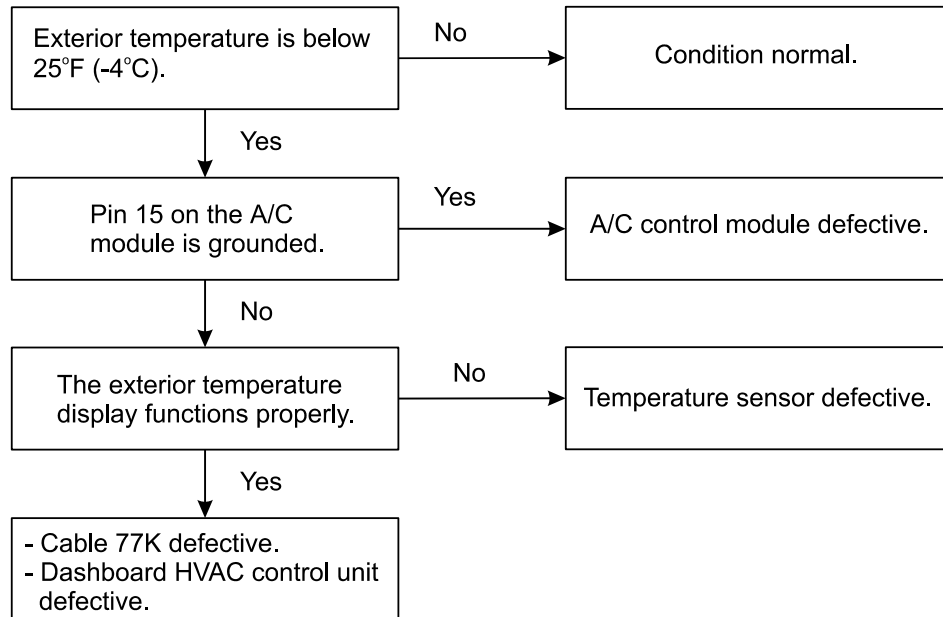 Exterior temperature is below
25°F (-4°C).
No
Condition normal.
Yes
Pin 15 on the A/C
module is grounded.
Yes
A/C control module defective.
No
The exterior temperature
display functions properly.
No
Temperature sensor defective.
Yes
- Cable 77K defective.
- Dashboard HVAC control unit
defective.